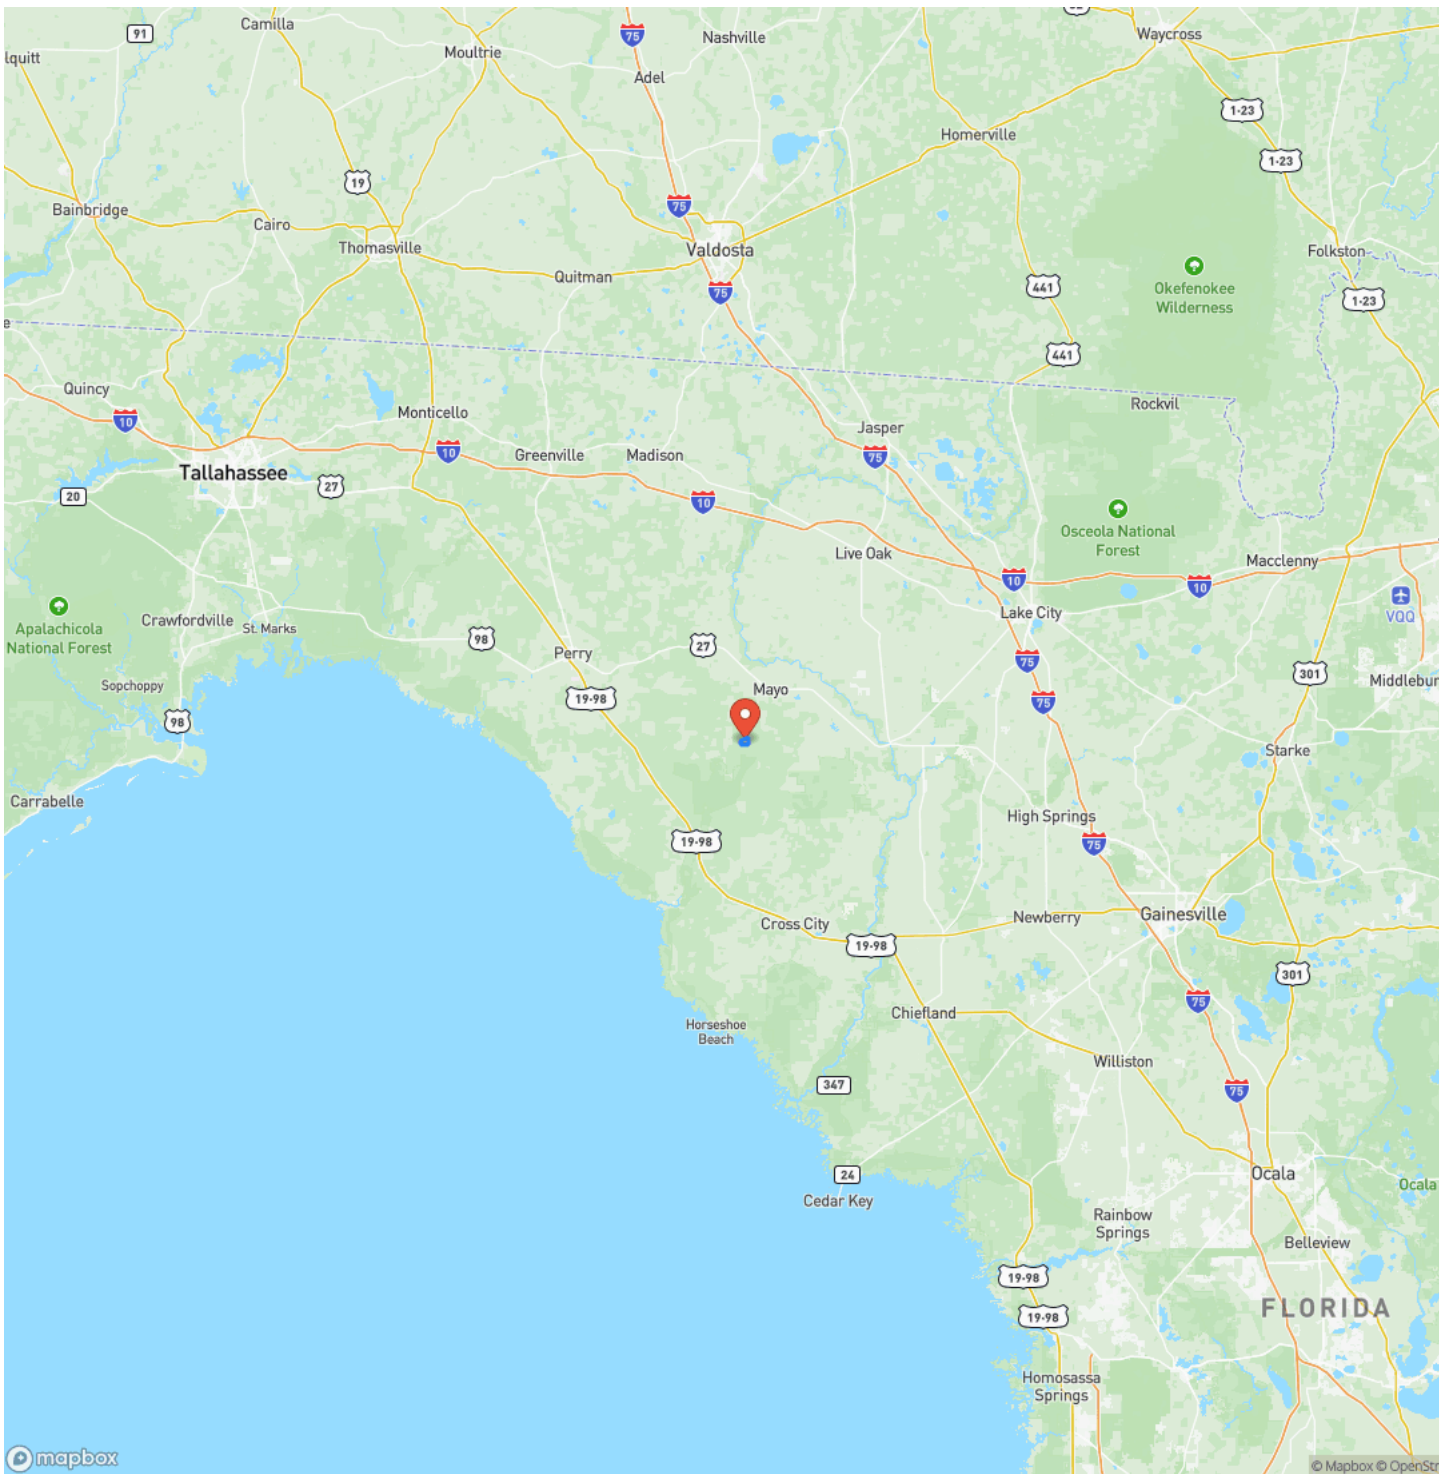 91
Camilla
Moultrie
75
Nashville
Waycross
lquitt
Adel
1-23
Homerville
1-23
19
75
Bainbridge
Cairo
Thomasville
Valdosta
Folkston
Quitman
75
441
Okefenokee
Wilderness
1-23
e
441
Quincy
Rockvil
10
Monticello
Jasper
10
Greenville
Madison
75
Tallahassee
20
27
10
Osceola National
Forest
Live Oak
Macclenny
10
10
VQQ
Apalachicola
National Forest
Crawfordville
St. Marks
98
Perry
27
Lake City
75
301
Sopchoppy
98
19-98
Mayo
75
Middlebur
Starke
Carrabelle
High Springs
19-98
75
Cross City
19-98
Newberry
Gainesville
301
75
Chiefland
Horseshoe
Beach
347
Williston
75
24
Cedar Key
Ocala
Ocala
Rainbow
Springs
Belleview
19-98
19-98
FLORIDA
Homosassa
Springs
mapbox
© Mapbox © OpenStr